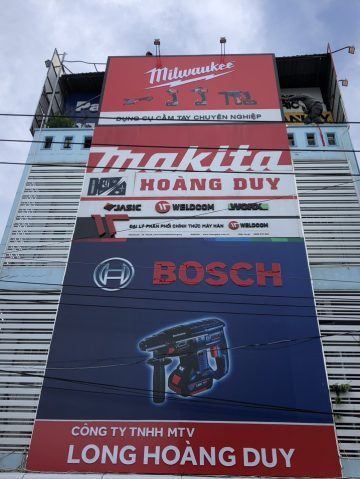 Milwaukee
DỤNG CỤ CẦM TAY CHUYÊN NGHIỆP
makita
HOÀNG DUY
JASIC WELDCOM WORX
ĐẠI LÝ PHÂN PHỐI CHÍNH THỨC MÁY HÀN WELDCOM
BOSCH
CÔNG TY TNHH MTV
LONG HOÀNG DUY